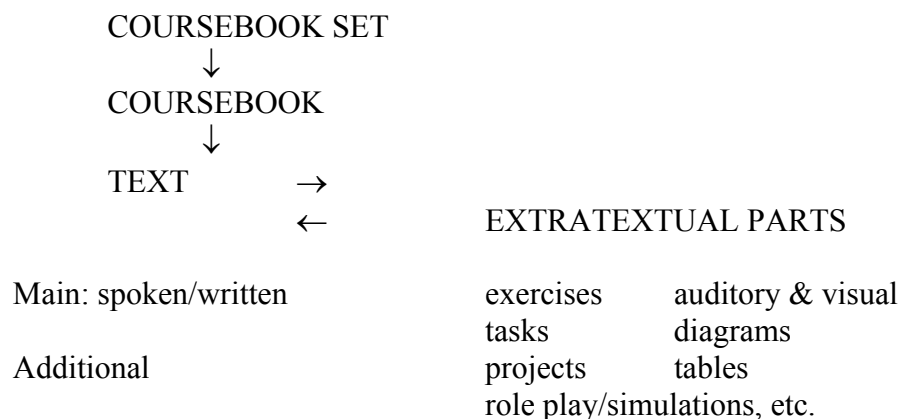 COURSEBOOK SET
↓
COURSEBOOK
↓
TEXT →
← EXTRATEXTUAL PARTS
Main: spoken/written exercises auditory & visual
tasks diagrams
Additional projects tables
role play/simulations, etc.